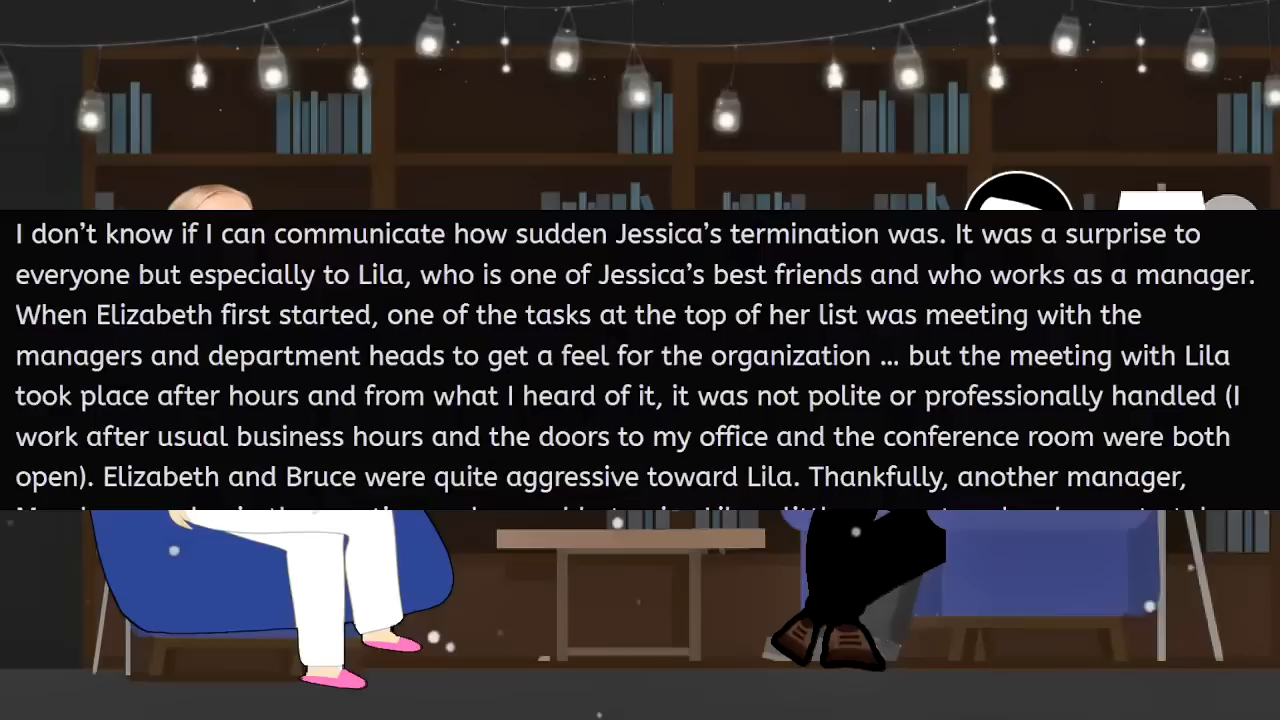 I don’t know if I can communicate how sudden Jessica’s termination was. It was a surprise to
everyone but especially to Lila, who is one of Jessica’s best friends and who works as a manager.
When Elizabeth first started, one of the tasks at the top of her list was meeting with the
managers and department heads to get a feel for the organization … but the meeting with Lila
took place after hours and from what I heard of it, it was not polite or professionally handled (I
work after usual business hours and the doors to my office and the conference room were both
open). Elizabeth and Bruce were quite aggressive toward Lila. Thankfully, another manager,